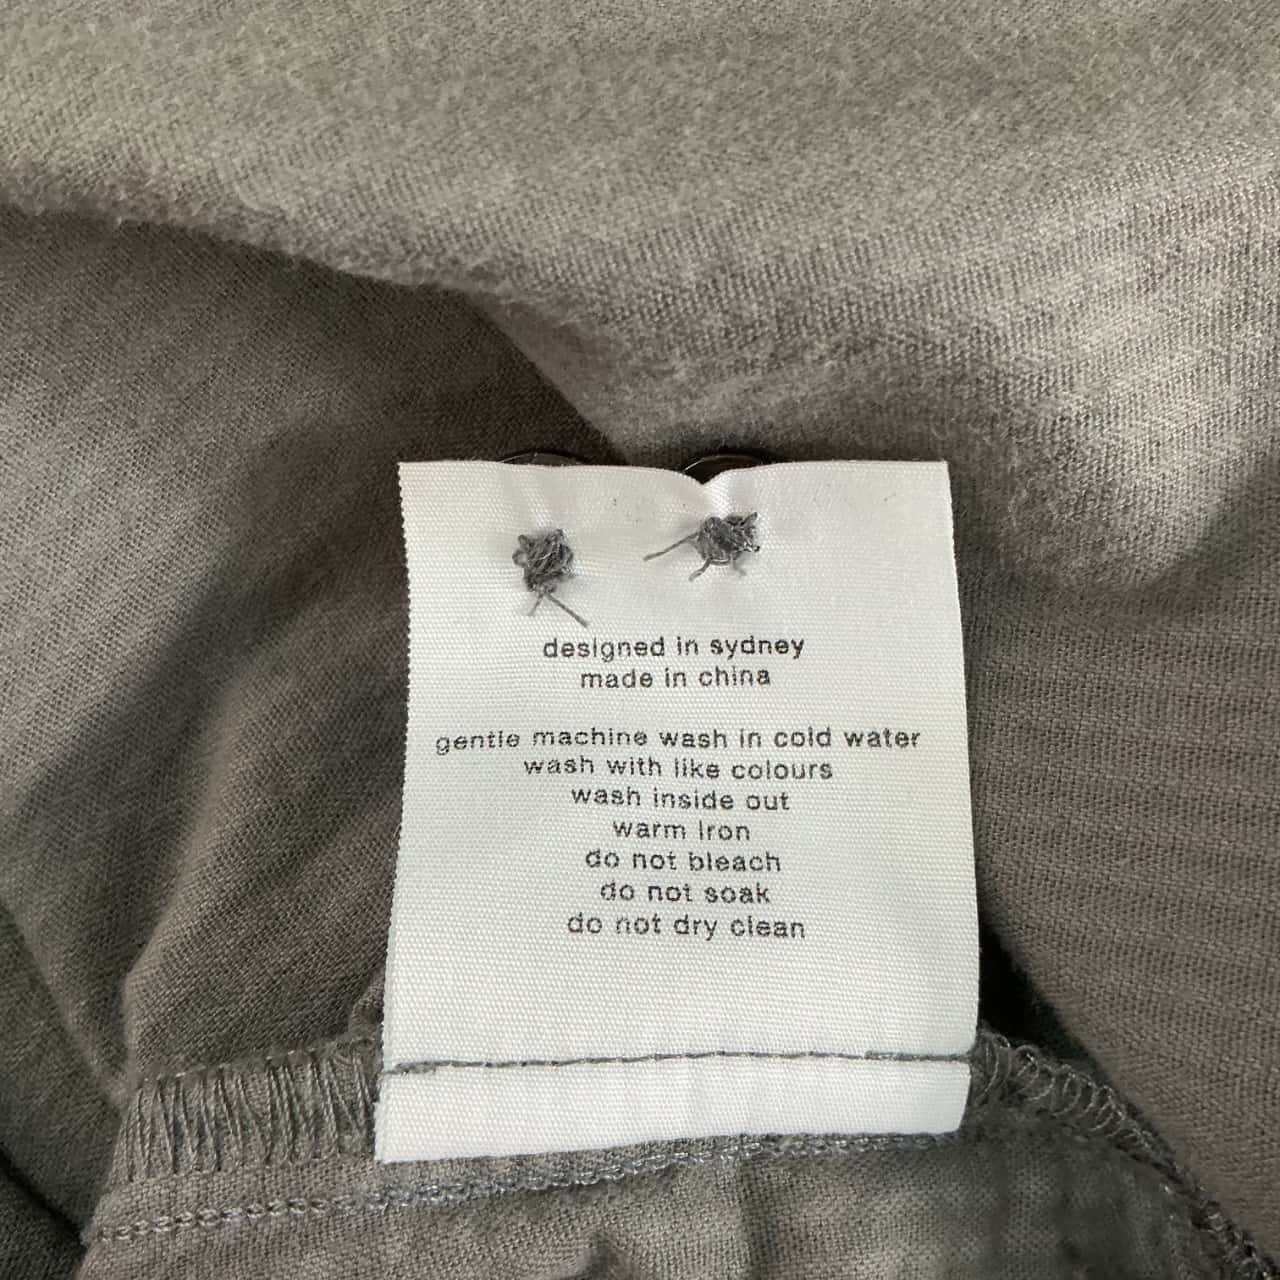 designed in sydney
made in china
gentle machine wash in cold water
wash with like colours
wash inside out
warm iron
do not bleach
do not soak
do not dry clean